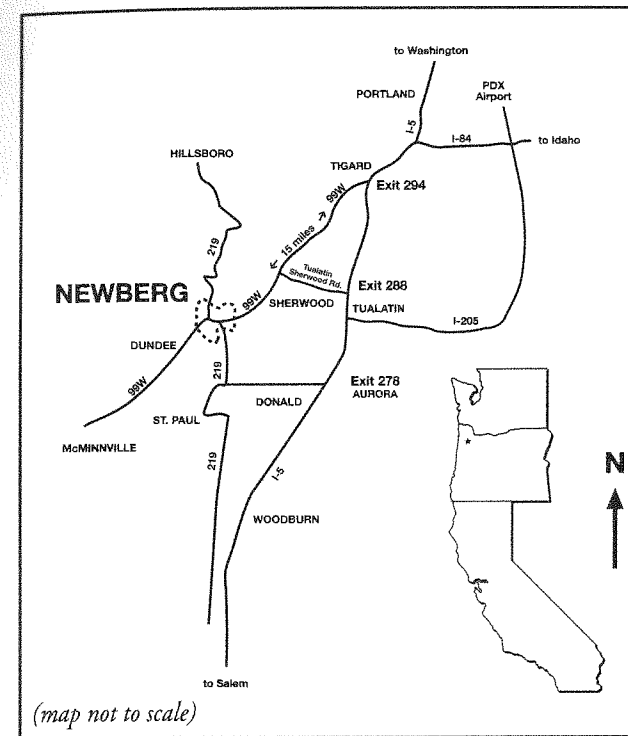 to Washington
PORTLAND
PDX
Airport
I-5
I-84
to Idaho
HILLSBORO
TIGARD
Exit 294
99W
219
15 miles
Tualatin
Sherwood Rd.
Exit 288
NEWBERG
99W
SHERWOOD
TUALATIN
I-205
DUNDEE
219
Exit 278
AURORA
99W
DONALD
ST. PAUL
McMINNVILLE
219
I-5
N
WOODBURN
to Salem
(map not to scale)